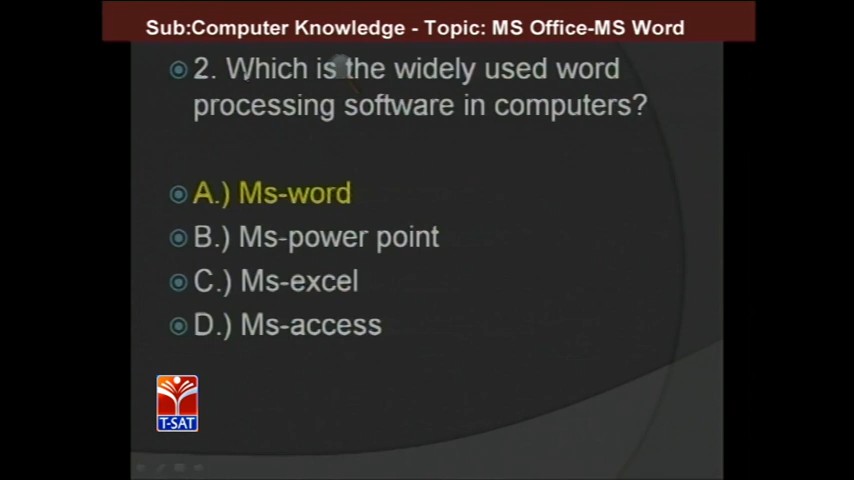 Sub:Computer Knowledge - Topic: MS Office-MS Word
2. Which is the widely used word
processing software in computers?
A.) Ms-word
B.) Ms-power point
C.) Ms-excel
D.) Ms-access
T-SAT